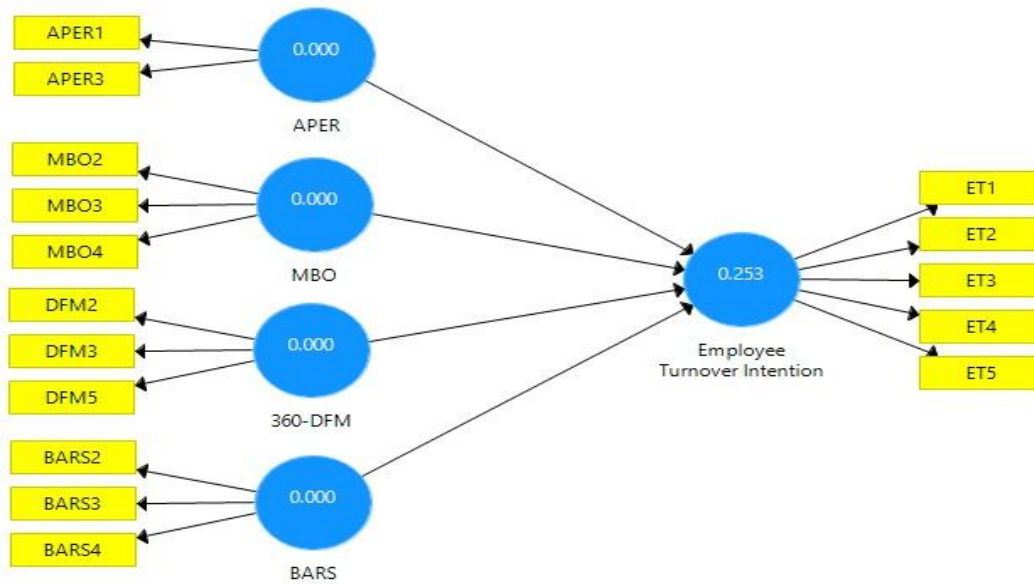 APER1
APER3
0.000
APER
MBO2
MBO3
MBO4
0.000
MBO
DFM2
DFM3
DFM5
0.000
360-DFM
BARS2
BARS3
BARS4
0.000
BARS
0.253
Employee
Turnover Intention
ET1
ET2
ET3
ET4
ET5